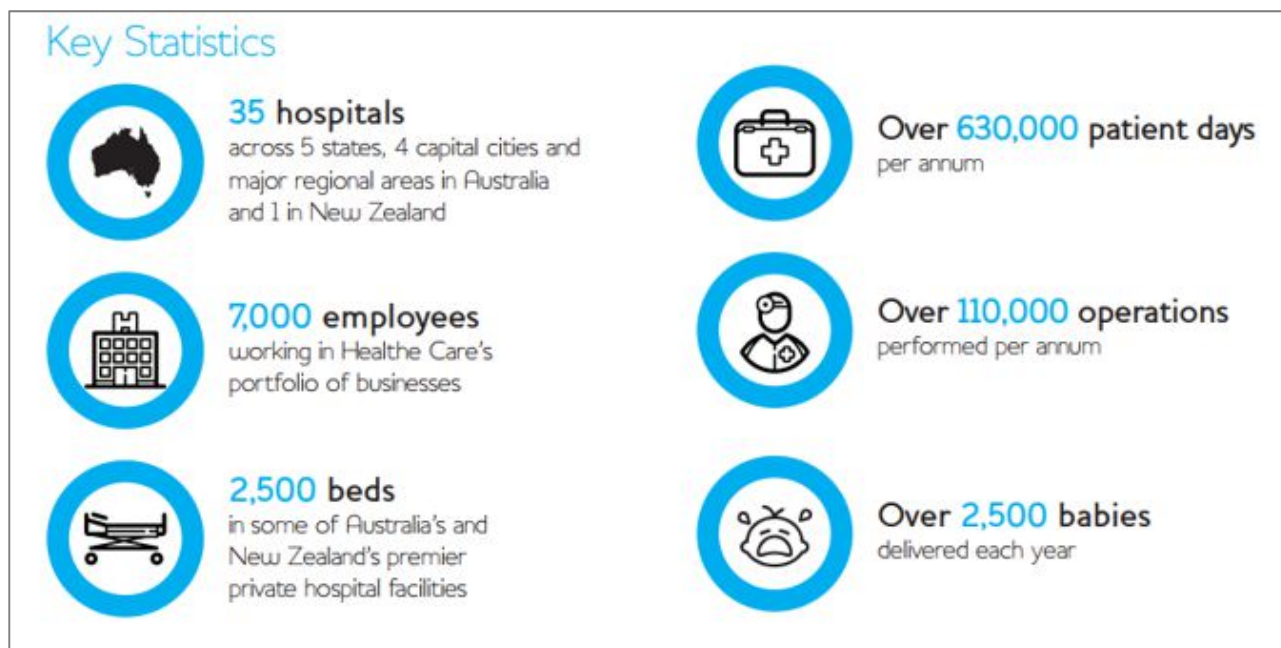 Key Statistics
35 hospitals
across 5 states, 4 capital cities and
major regional areas in Australia
and 1 in New Zealand
7,000 employees
working in Healthe Care's
portfolio of businesses
2,500 beds
in some of Australia's and
New Zealand's premier
private hospital facilities
Over 630,000 patient days
per annum
Over 110,000 operations
performed per annum
Over 2,500 babies
delivered each year